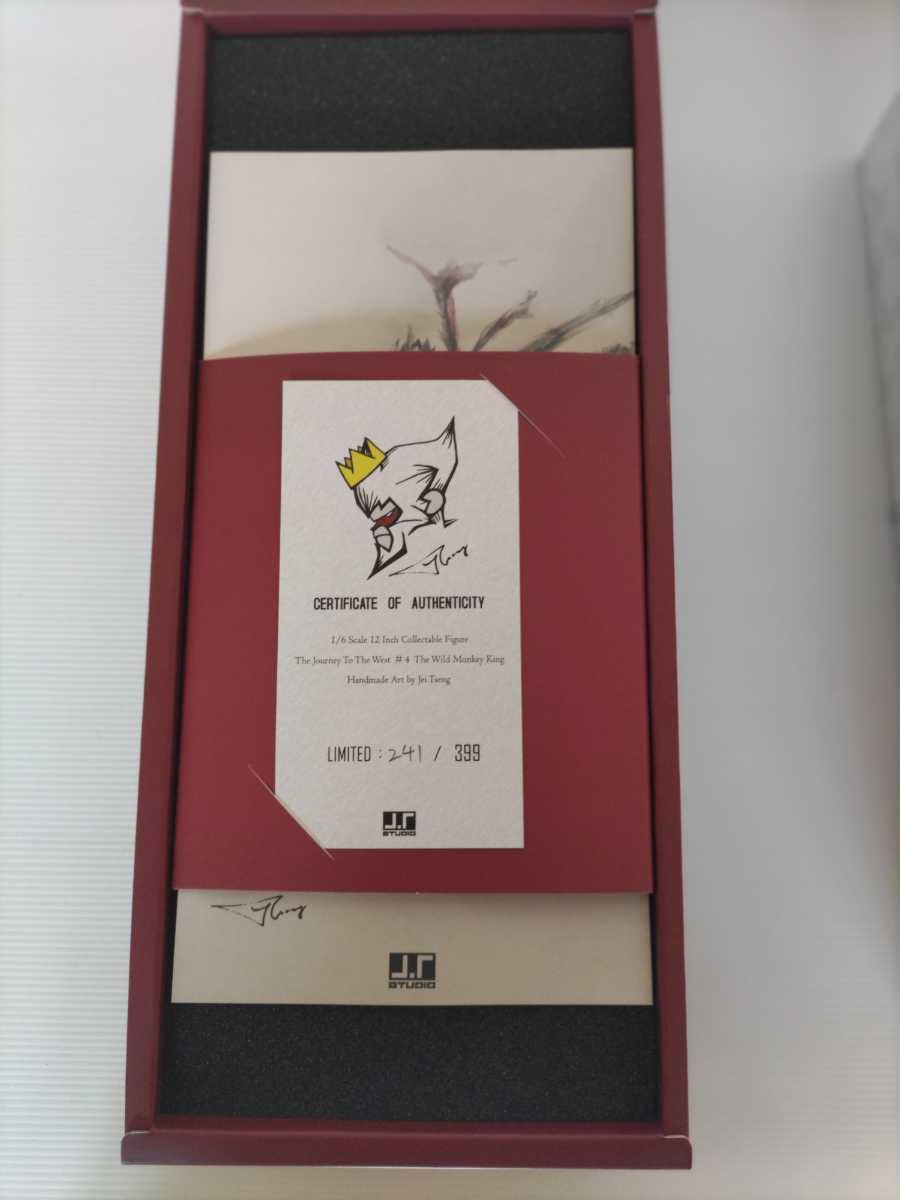 CERTIFICATE OF AUTHENTICITY
1/6 Scale 12 Inch Collectable Figure
The Journey To The West #4 The Wild Monkey King
Handmade Art by Jei Tseng
LIMITED : 241 / 399
J.T
STUDIO
J.T
STUDIO